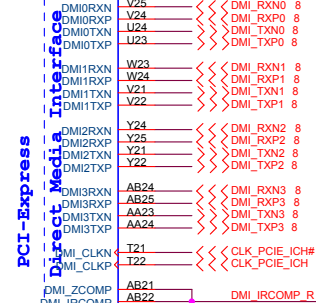 PCI-Express
Direct Media Interface
DMI0RXN V25 DMI_RXN0 8
DMI0RXP V24 DMI_RXP0 8
DMI0TXN U24 DMI_TXN0 8
DMI0TXP U23 DMI_TXP0 8
DMI1RXN W23 DMI_RXN1 8
DMI1RXP W24 DMI_RXP1 8
DMI1TXN V21 DMI_TXN1 8
DMI1TXP V22 DMI_TXP1 8
DMI2RXN Y24 DMI_RXN2 8
DMI2RXP Y25 DMI_RXP2 8
DMI2TXN Y21 DMI_TXN2 8
DMI2TXP Y22 DMI_TXP2 8
DMI3RXN AB24 DMI_RXN3 8
DMI3RXP AB25 DMI_RXP3 8
DMI3TXN AA23 DMI_TXN3 8
DMI3TXP AA24 DMI_TXP3 8
DMI_CLKN T21 CLK_PCIE_ICH#
DMI_CLKP T22 CLK_PCIE_ICH
DMI_ZCOMP AB21
DMI_IRCOMP AB22 DMI_IRCOMP_R